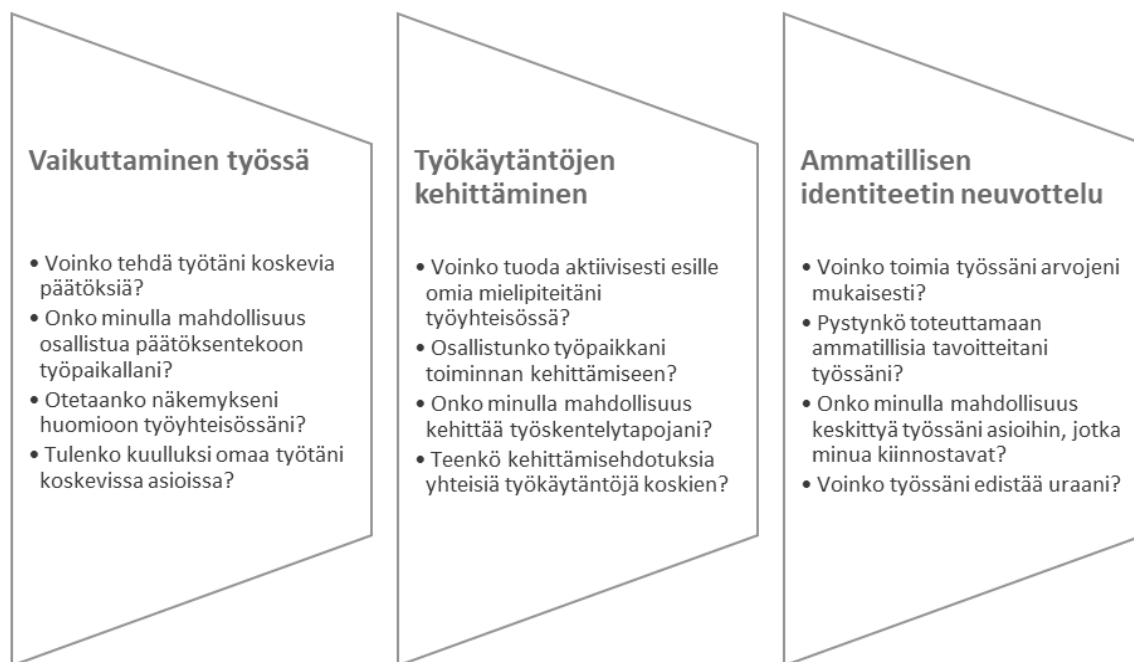 Vaikuttaminen työssä
• Voinko tehdä työtäni koskevia
päätöksiä?
• Onko minulla mahdollisuus
osallistua päätöksentekoon
työpaikallani?
• Otetaanko näkemykseni
huomioon työyhteisössäni?
• Tulenko kuulluksi omaa työtäni
koskevissa asioissa?
Työkäytäntöjen
kehittäminen
• Voinko tuoda aktiivisesti esille
omia mielipiteitäni
työyhteisössä?
• Osallistunko työpaikkani
toiminnan kehittämiseen?
• Onko minulla mahdollisuus
kehittää työskentelytapojani?
• Teenkö kehittämisehdotuksia
yhteisiä työkäytäntöjä koskien?
Ammatillisen
identiteetin neuvottelu
• Voinko toimia työssäni arvojeni
mukaisesti?
• Pystynkö toteuttamaan
ammatillisia tavoitteitani
työssäni?
• Onko minulla mahdollisuus
keskittyä työssäni asioihin, jotka
minua kiinnostavat?
• Voinko työssäni edistää uraani?